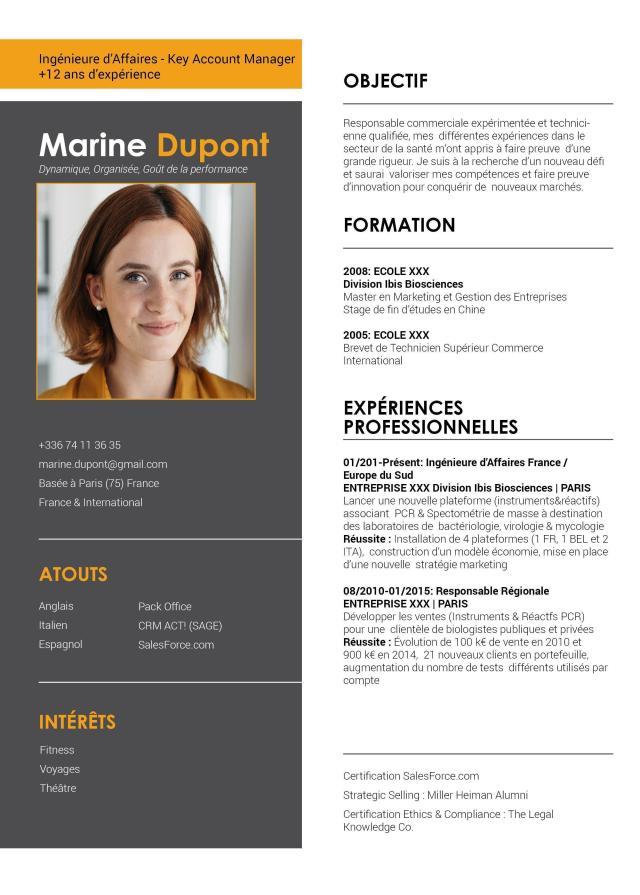 Ingénieure d'Affaires - Key Account Manager
+12 ans d'expérience
Marine Dupont
Dynamique, Organisée, Goût de la performance
+336 74 11 36 35
marine.dupont@gmail.com
Basée à Paris (75) France
France & International
ATOUTS
Anglais Pack Office
Italien CRM ACT! (SAGE)
Espagnol SalesForce.com
INTÉRÊTS
Fitness
Voyages
Théâtre
OBJECTIF
Responsable commerciale expérimentée et technici-
enne qualifiée, mes différentes expériences dans le
secteur de la santé m'ont appris à faire preuve d'une
grande rigueur. Je suis à la recherche d'un nouveau défi
et saurai valoriser mes compétences et faire preuve
d'innovation pour conquérir de nouveaux marchés.
FORMATION
2008: ECOLE XXX
Division Ibis Biosciences
Master en Marketing et Gestion des Entreprises
Stage de fin d'études en Chine
2005: ECOLE XXX
Brevet de Technicien Supérieur Commerce
International
EXPÉRIENCES
PROFESSIONNELLES
01/201-Présent: Ingénieure d'Affaires France /
Europe du Sud
ENTREPRISE XXX Division Ibis Biosciences | PARIS
Lancer une nouvelle plateforme (instruments&réactifs)
associant PCR & Spectométrie de masse à destination
des laboratoires de bactériologie, virologie & mycologie
Réussite : Installation de 4 plateformes (1 FR, 1 BEL et 2
ITA), construction d'un modèle économie, mise en place
d'une nouvelle stratégie marketing
08/2010-01/2015: Responsable Régionale
ENTREPRISE XXX | PARIS
Développer les ventes (Instruments & Réactfs PCR)
pour une clientèle de biologistes publiques et privées
Réussite : Évolution de 100 k€ de vente en 2010 et
900 k€ en 2014, 21 nouveaux clients en portefeuille,
augmentation du nombre de tests différents utilisés par
compte
Certification SalesForce.com
Strategic Selling : Miller Heiman Alumni
Certification Ethics & Compliance : The Legal
Knowledge Co.